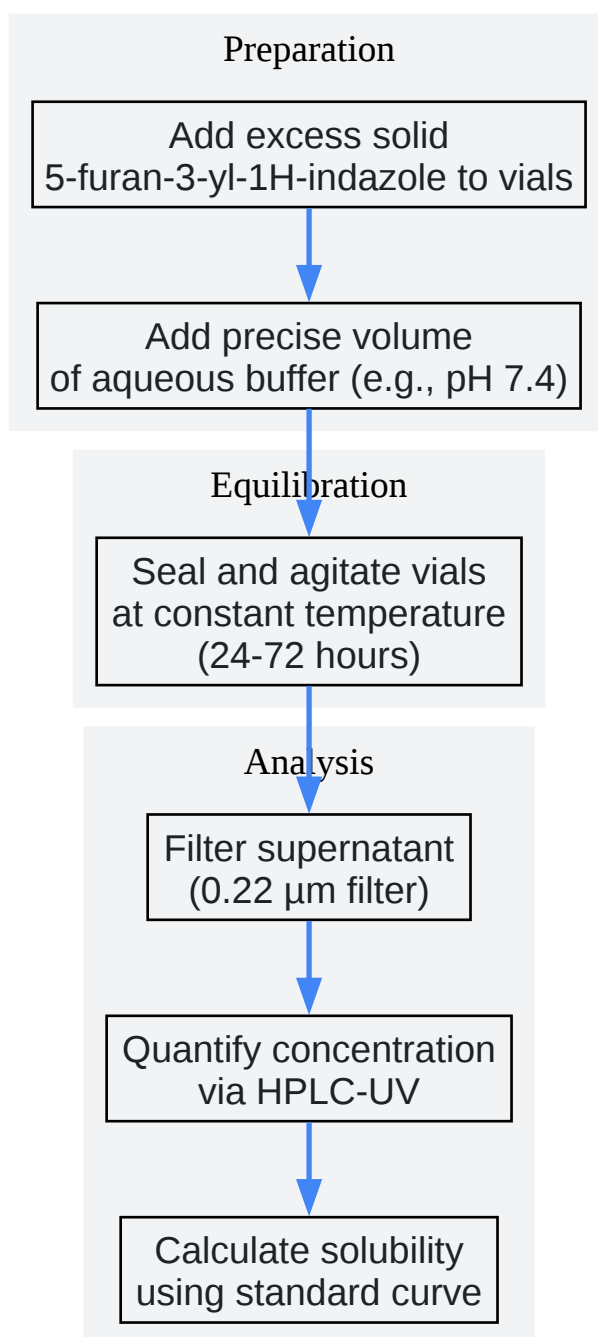 Preparation
Add excess solid
5-furan-3-yl-1H-indazole to vials
Add precise volume
of aqueous buffer (e.g., pH 7.4)
Equilibration
Seal and agitate vials
at constant temperature
(24-72 hours)
Analysis
Filter supernatant
(0.22 µm filter)
Quantify concentration
via HPLC-UV
Calculate solubility
using standard curve